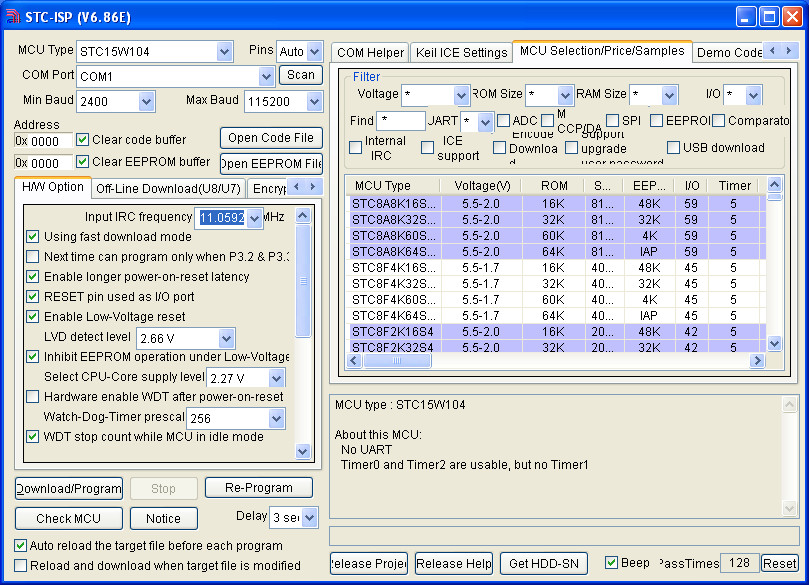 STC-ISP (V6.86E)
MCU Type STC15W104 Pins Auto
COM Port COM1 Scan
Min Baud 2400 Max Baud 115200
Address
0x 0000 Clear code buffer Open Code File
0x 0000 Clear EEPROM buffer Open EEPROM File
H/W Option Off-Line Download(U8/U7) Encryp
Input IRC frequency 11.0592 MHz
Using fast download mode
Next time can program only when P3.2 & P3.3
Enable longer power-on-reset latency
RESET pin used as I/O port
Enable Low-Voltage reset
LVD detect level 2.66 V
Inhibit EEPROM operation under Low-Voltage
Select CPU-Core supply level 2.27 V
Hardware enable WDT after power-on-reset
Watch-Dog-Timer prescal 256
WDT stop count while MCU in idle mode
Download/Program Stop Re-Program
Check MCU Notice Delay 3 sec
Auto reload the target file before each program
Reload and download when target file is modified
COM Helper Keil ICE Settings MCU Selection/Price/Samples Demo Code
Filter
Voltage * ROM Size * RAM Size * I/O *
Find * UART * ADC M CCP/DA SPI EEPROI Comparato
Internal IRC ICE support Encode Downloa d support upgrade user password USB download
MCU Type Voltage(V) ROM S... EEP... I/O Timer
STC8A8K16S... 5.5-2.0 16K 81... 48K 59 5
STC8A8K32S... 5.5-2.0 32K 81... 32K 59 5
STC8A8K60S... 5.5-2.0 60K 81... 4K 59 5
STC8A8K64S... 5.5-2.0 64K 81... IAP 59 5
STC8F4K16S... 5.5-1.7 16K 40... 48K 45 5
STC8F4K32S... 5.5-1.7 32K 40... 32K 45 5
STC8F4K60S... 5.5-1.7 60K 40... 4K 45 5
STC8F4K64S... 5.5-1.7 64K 40... IAP 45 5
STC8F2K16S4 5.5-2.0 16K 20... 48K 42 5
STC8F2K32S4 5.5-2.0 32K 20... 32K 42 5
MCU type : STC15W104
About this MCU:
No UART
Timer0 and Timer2 are usable, but no Timer1
Release Projec Release Help Get HDD-SN Beep PassTimes 128 Reset